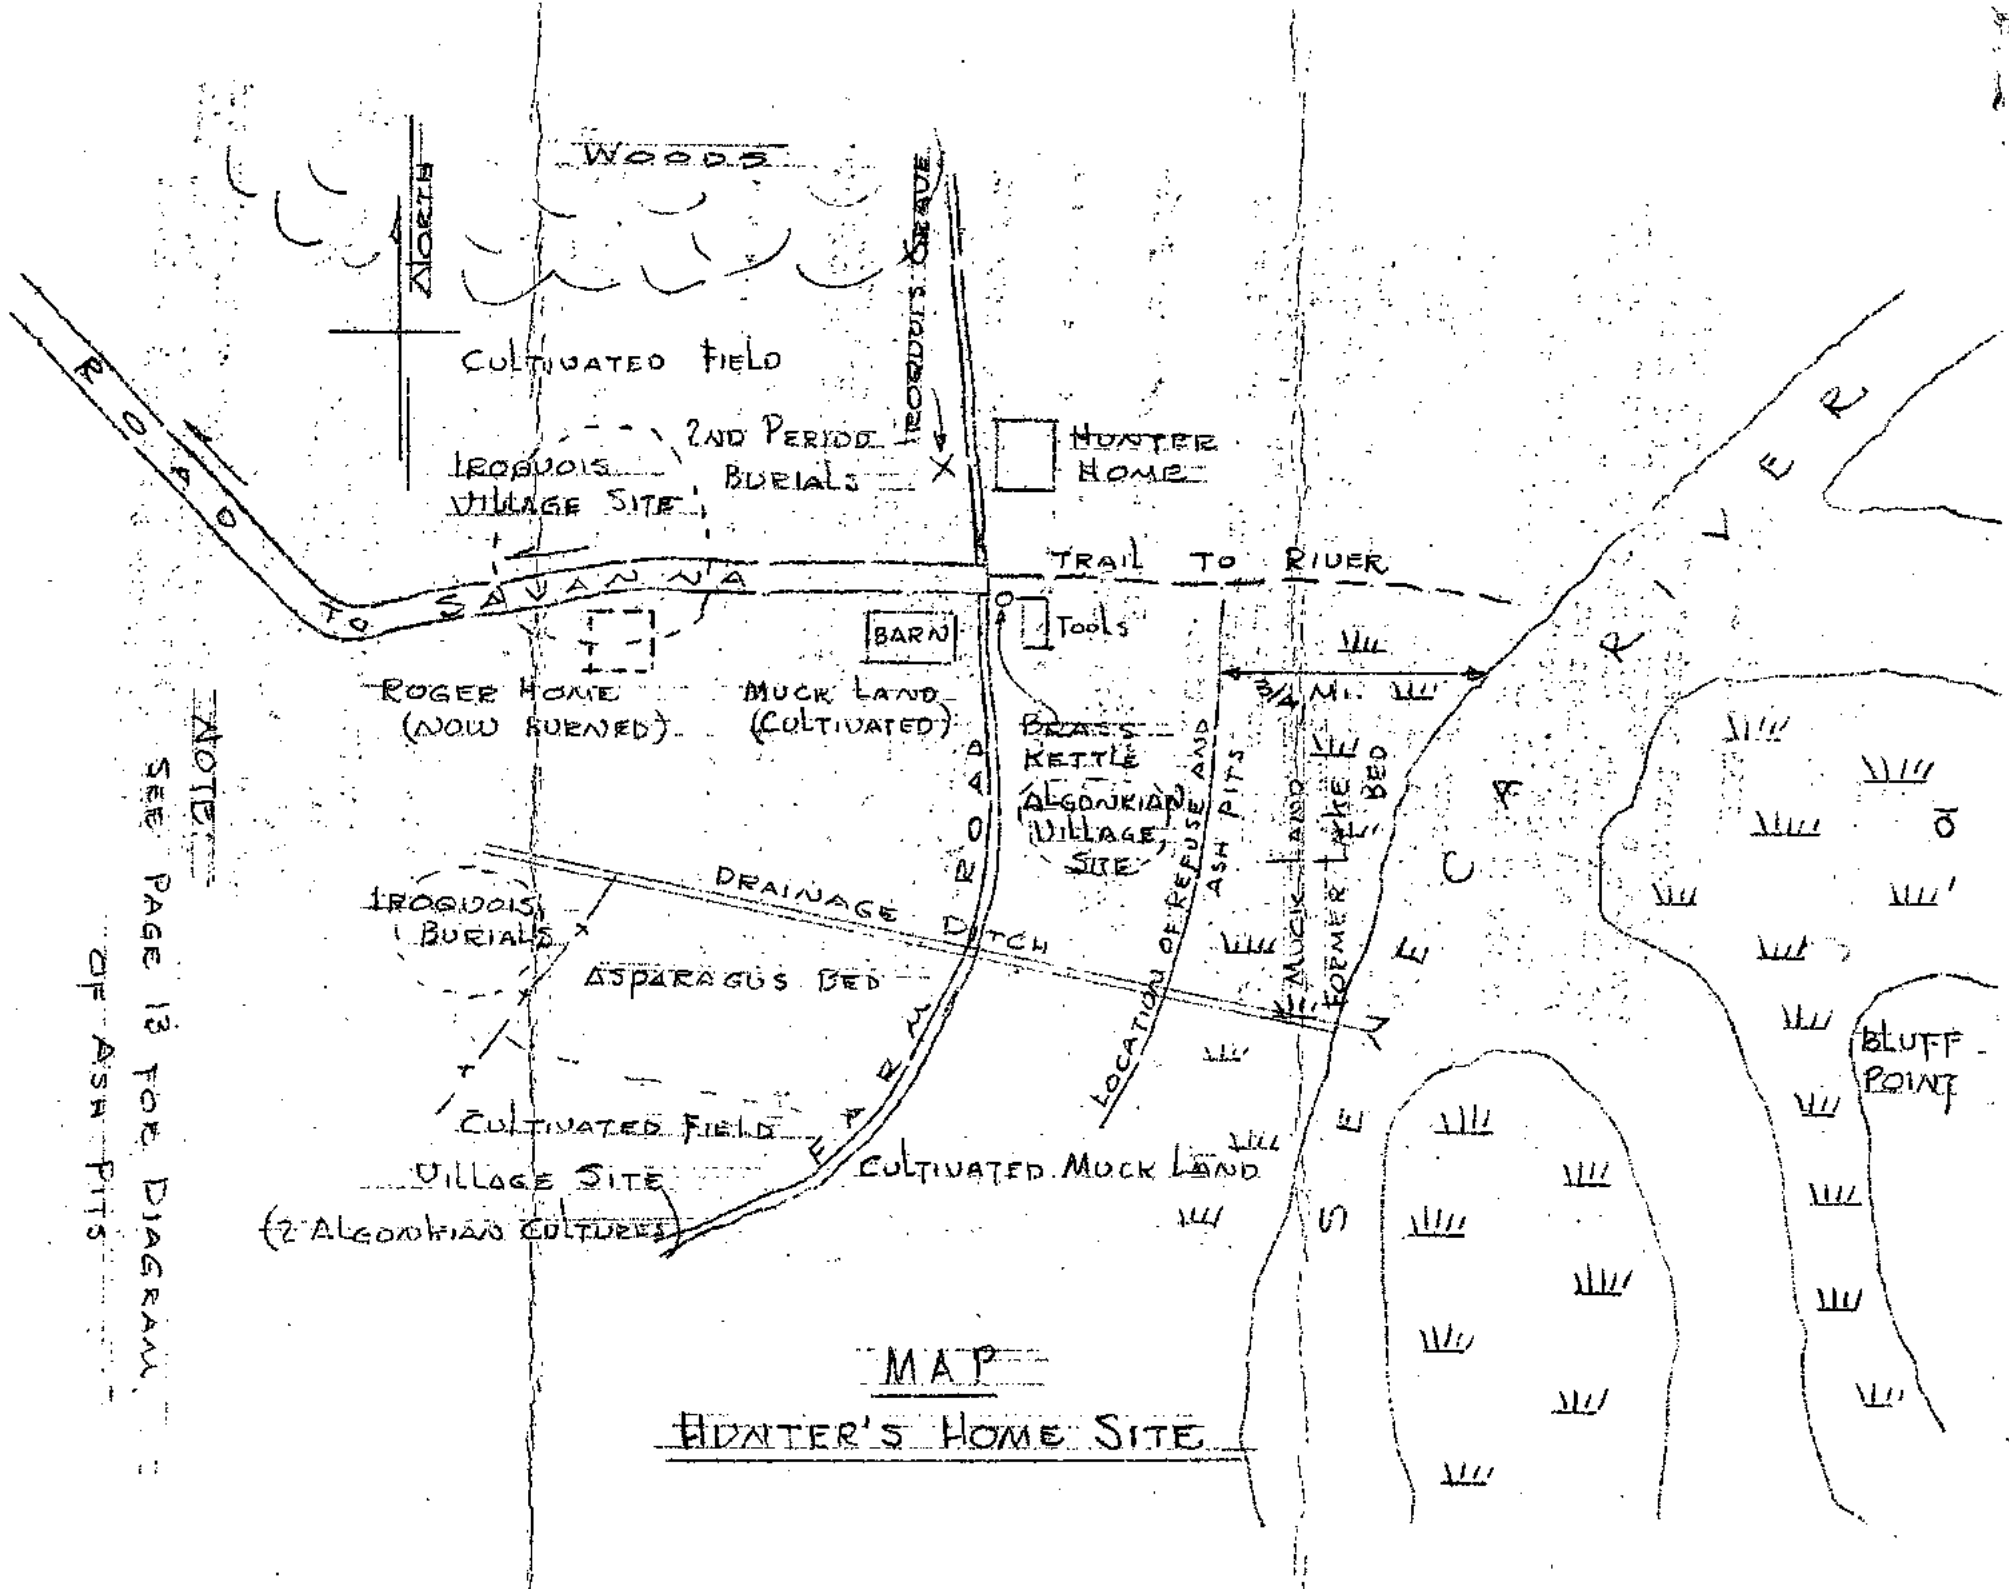 WOODS
NORTH
IROQUOIS GRAVE
CULTIVATED FIELD
2ND PERIOD
BURIALS
IROQUOIS
VILLAGE SITE
HUNTER
HOME
ROAD TO SAVANNA
TRAIL TO RIVER
BARN
TOOLS
ROGER HOME
(NOW BURNED)
MUCK LAND
(CULTIVATED)
BRASS
KETTLE
ALGONKIAN
VILLAGE
SITE
3/4 MI.
LOCATION OF REFUSE AND
ASH PITS
MUCK LAND
FORMER LAKE
BED
SENECA RIVER
FARM ROAD
DRAINAGE DITCH
IROQUOIS
BURIALS
ASPARAGUS BED
CULTIVATED FIELD
VILLAGE SITE
(2 ALGONKIAN CULTURES)
CULTIVATED MUCK LAND
BLUFF
POINT
NOTE
SEE PAGE 13 FOR DIAGRAM
OF ASH PITS
MAP
HUNTER'S HOME SITE